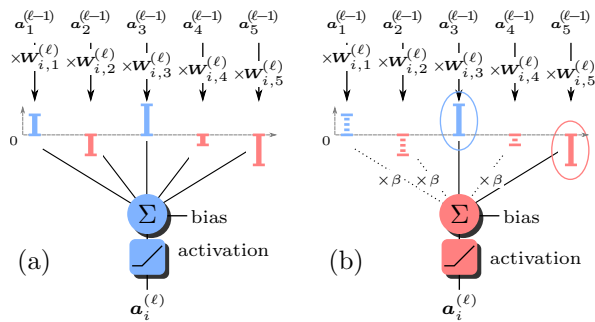 a_1^{(ℓ−1)} a_2^{(ℓ−1)} a_3^{(ℓ−1)} a_4^{(ℓ−1)} a_5^{(ℓ−1)}
×W_{i,1}^{(ℓ)} ×W_{i,2}^{(ℓ)} ×W_{i,3}^{(ℓ)} ×W_{i,4}^{(ℓ)} ×W_{i,5}^{(ℓ)}
0
Σ bias
activation
(a)
a_i^{(ℓ)}
a_1^{(ℓ−1)} a_2^{(ℓ−1)} a_3^{(ℓ−1)} a_4^{(ℓ−1)} a_5^{(ℓ−1)}
×W_{i,1}^{(ℓ)} ×W_{i,2}^{(ℓ)} ×W_{i,3}^{(ℓ)} ×W_{i,4}^{(ℓ)} ×W_{i,5}^{(ℓ)}
0
×β ×β ×β
Σ bias
activation
(b)
a_i^{(ℓ)}